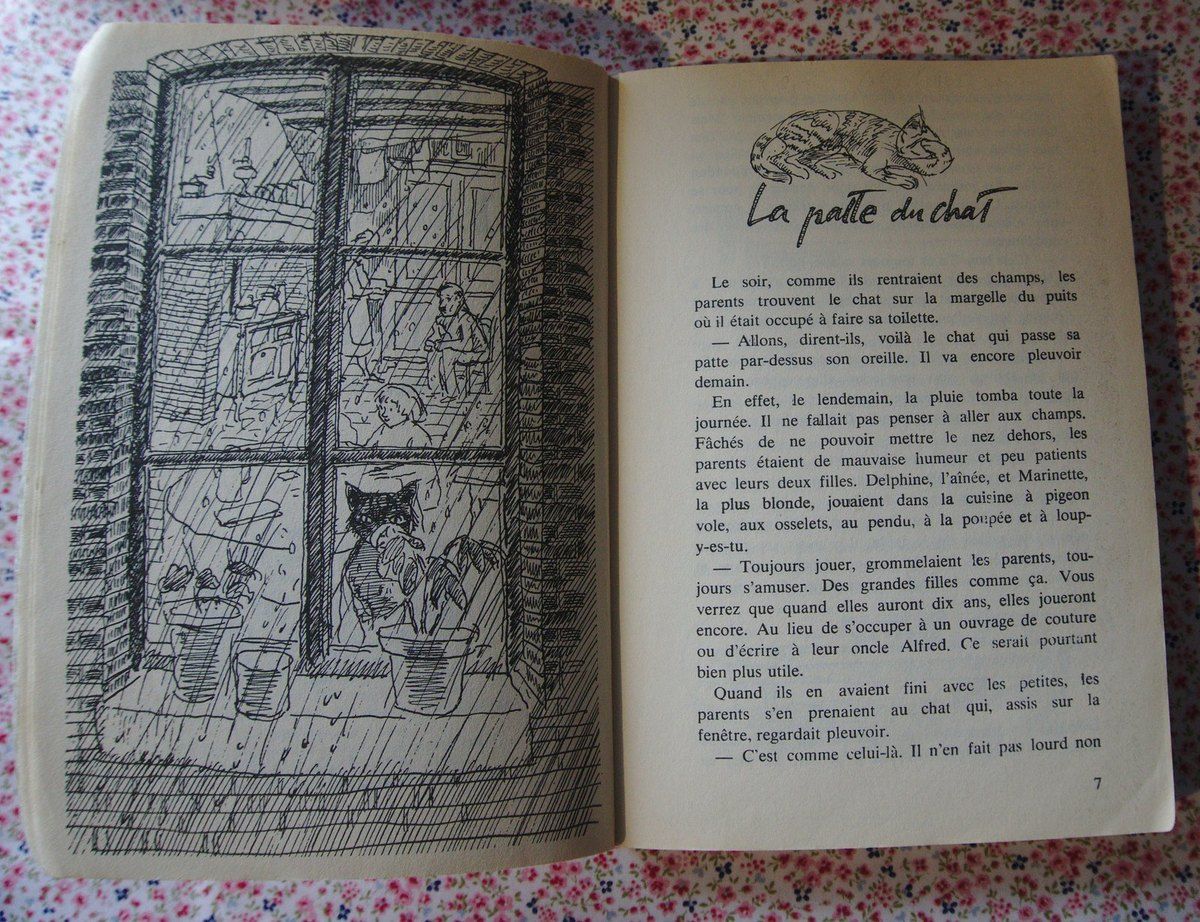 La patte du chat
Le soir, comme ils rentraient des champs, les
parents trouvent le chat sur la margelle du puits
où il était occupé à faire sa toilette.
— Allons, dirent-ils, voilà le chat qui passe sa
patte par-dessus son oreille. Il va encore pleuvoir
demain.
En effet, le lendemain, la pluie tomba toute la
journée. Il ne fallait pas penser à aller aux champs.
Fâchés de ne pouvoir mettre le nez dehors, les
parents étaient de mauvaise humeur et peu patients
avec leurs deux filles. Delphine, l'aînée, et Marinette,
la plus blonde, jouaient dans la cuisine à pigeon
vole, aux osselets, au pendu, à la poupée et à loup-
y-es-tu.
— Toujours jouer, grommelaient les parents, tou-
jours s'amuser. Des grandes filles comme ça. Vous
verrez que quand elles auront dix ans, elles joueront
encore. Au lieu de s'occuper à un ouvrage de couture
ou d'écrire à leur oncle Alfred. Ce serait pourtant
bien plus utile.
Quand ils en avaient fini avec les petites, les
parents s'en prenaient au chat qui, assis sur la
fenêtre, regardait pleuvoir.
— C'est comme celui-là. Il n'en fait pas lourd non
7